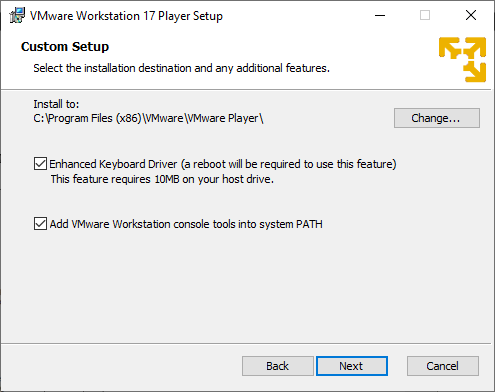 VMware Workstation 17 Player Setup
Custom Setup
Select the installation destination and any additional features.
Install to:
C:\Program Files (x86)\VMware\VMware Player\
Change...
Enhanced Keyboard Driver (a reboot will be required to use this feature)
This feature requires 10MB on your host drive.
Add VMware Workstation console tools into system PATH
Back
Next
Cancel